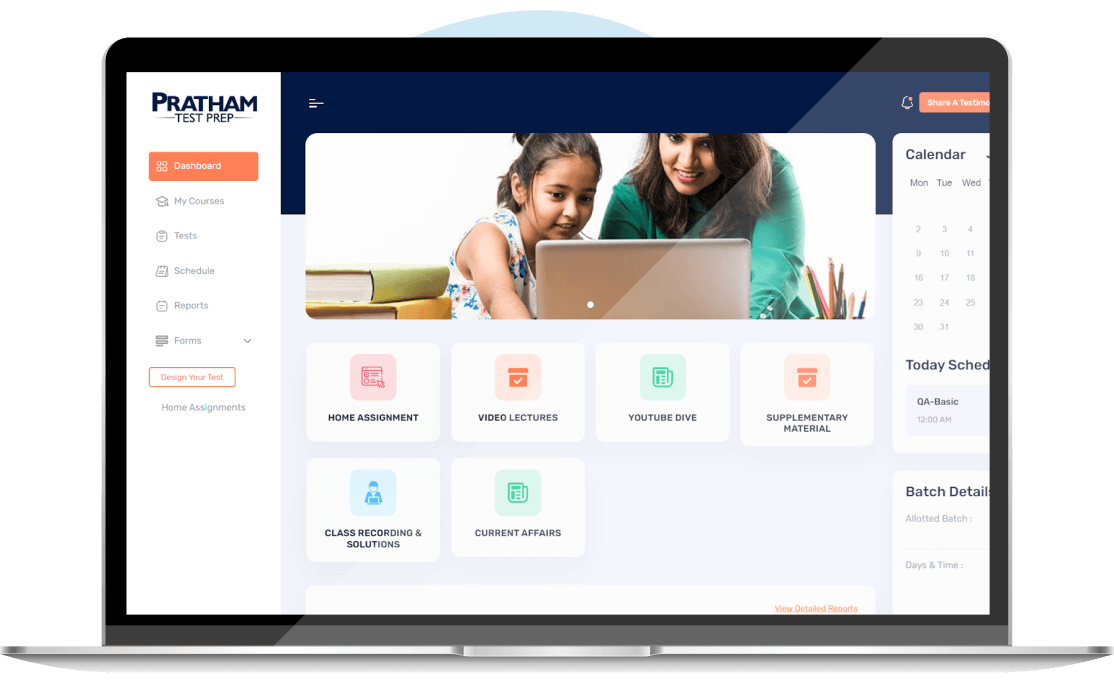 PRATHAM
TEST PREP
Dashboard
My Courses
Tests
Schedule
Reports
Forms
Design Your Test
Home Assignments
Share A Testimo
HOME ASSIGNMENT
VIDEO LECTURES
YOUTUBE DIVE
SUPPLEMENTARY
MATERIAL
CLASS RECORDING &
SOLUTIONS
CURRENT AFFAIRS
View Detailed Reports
Calendar
Mon Tue Wed
2 3 4
9 10 11
16 17 18
23 24 25
30 31
Today Sched
QA-Basic
12:00 AM
Batch Details
Allotted Batch :
Days & Time :